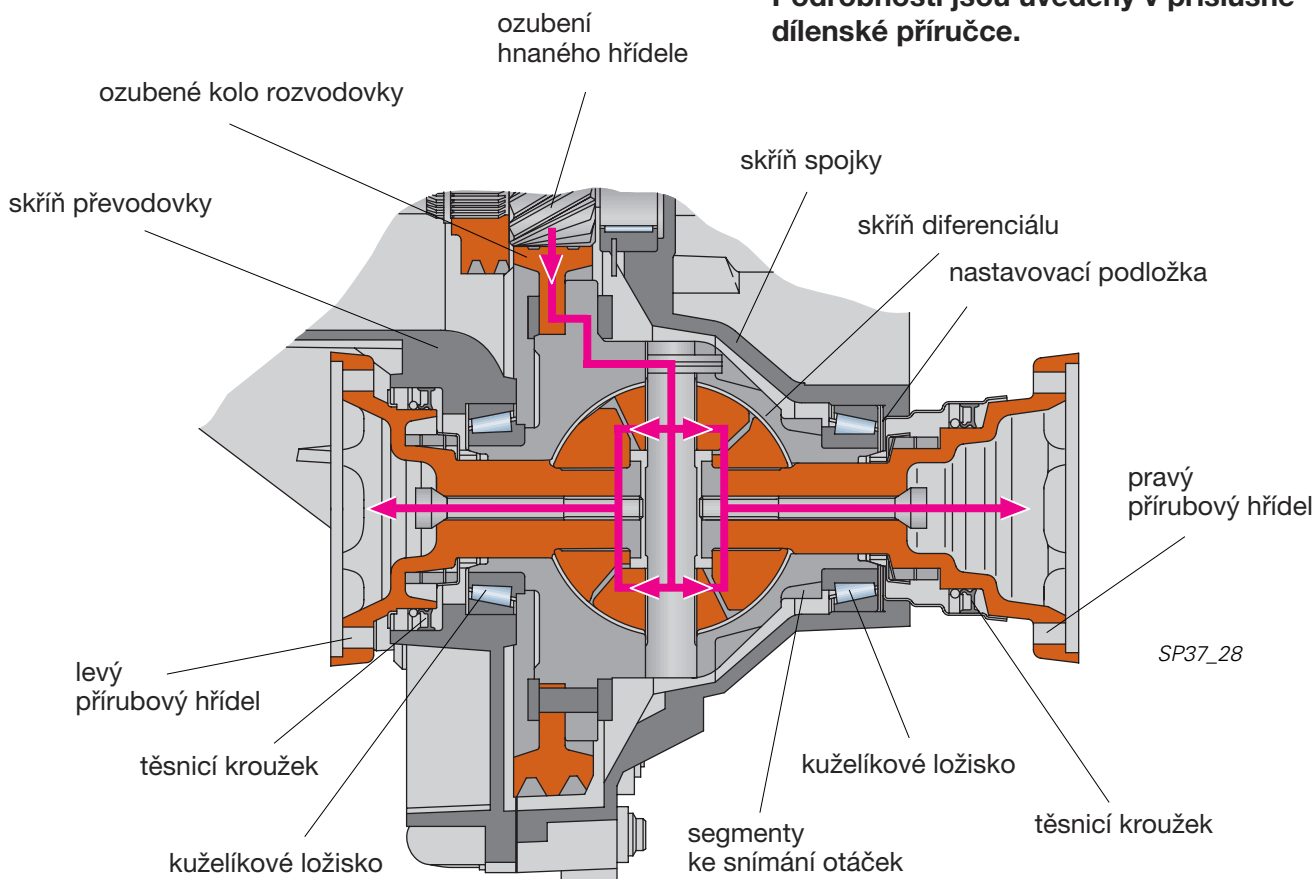 Podrobnosti jsou uvedeny v příslušné
dílenské příručce.
ozubení
hnaného hřídele
ozubené kolo rozvodovky
skříň spojky
skříň převodovky
skříň diferenciálu
nastavovací podložka
pravý
přírubový hřídel
SP37_28
levý
přírubový hřídel
těsnicí kroužek
kuželíkové ložisko
kuželíkové ložisko
segmenty
ke snímání otáček
těsnicí kroužek